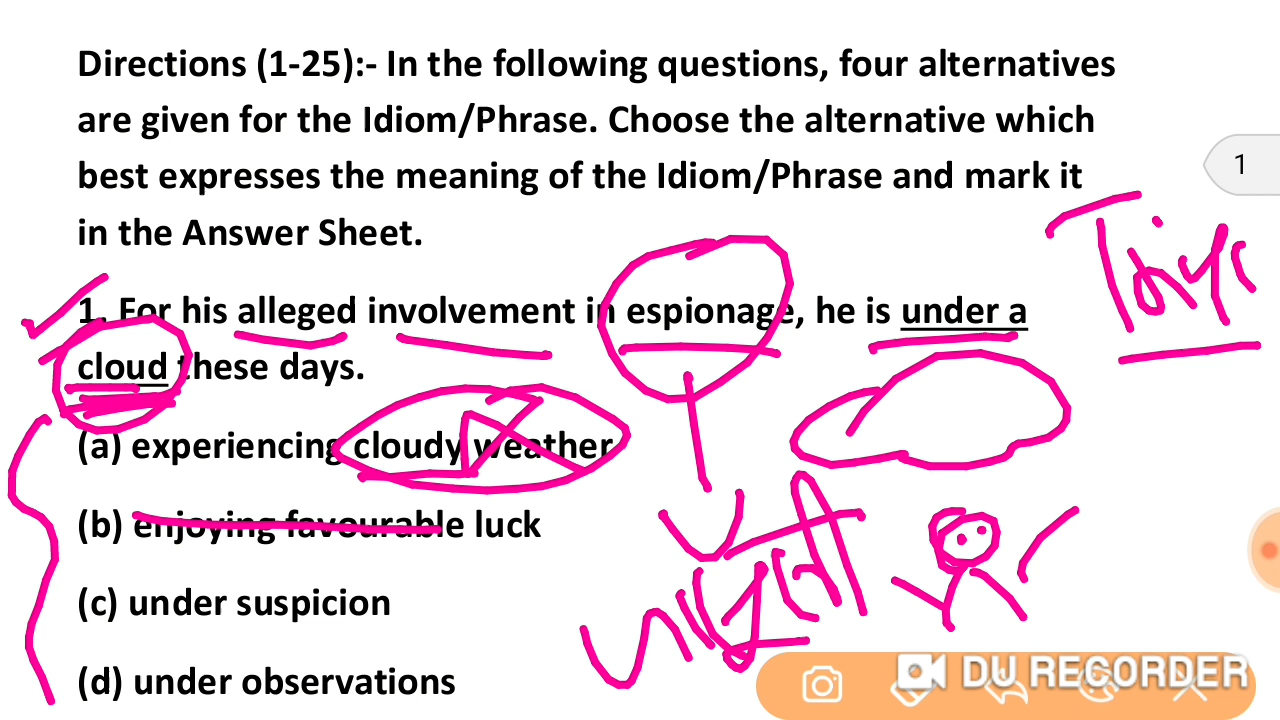 Directions (1-25):- In the following questions, four alternatives
are given for the Idiom/Phrase. Choose the alternative which
best expresses the meaning of the Idiom/Phrase and mark it
in the Answer Sheet.
1
1. For his alleged involvement in espionage, he is under a
cloud these days.
(a) experiencing cloudy weather
(b) enjoying favourable luck
(c) under suspicion
(d) under observations
DU RECORDER